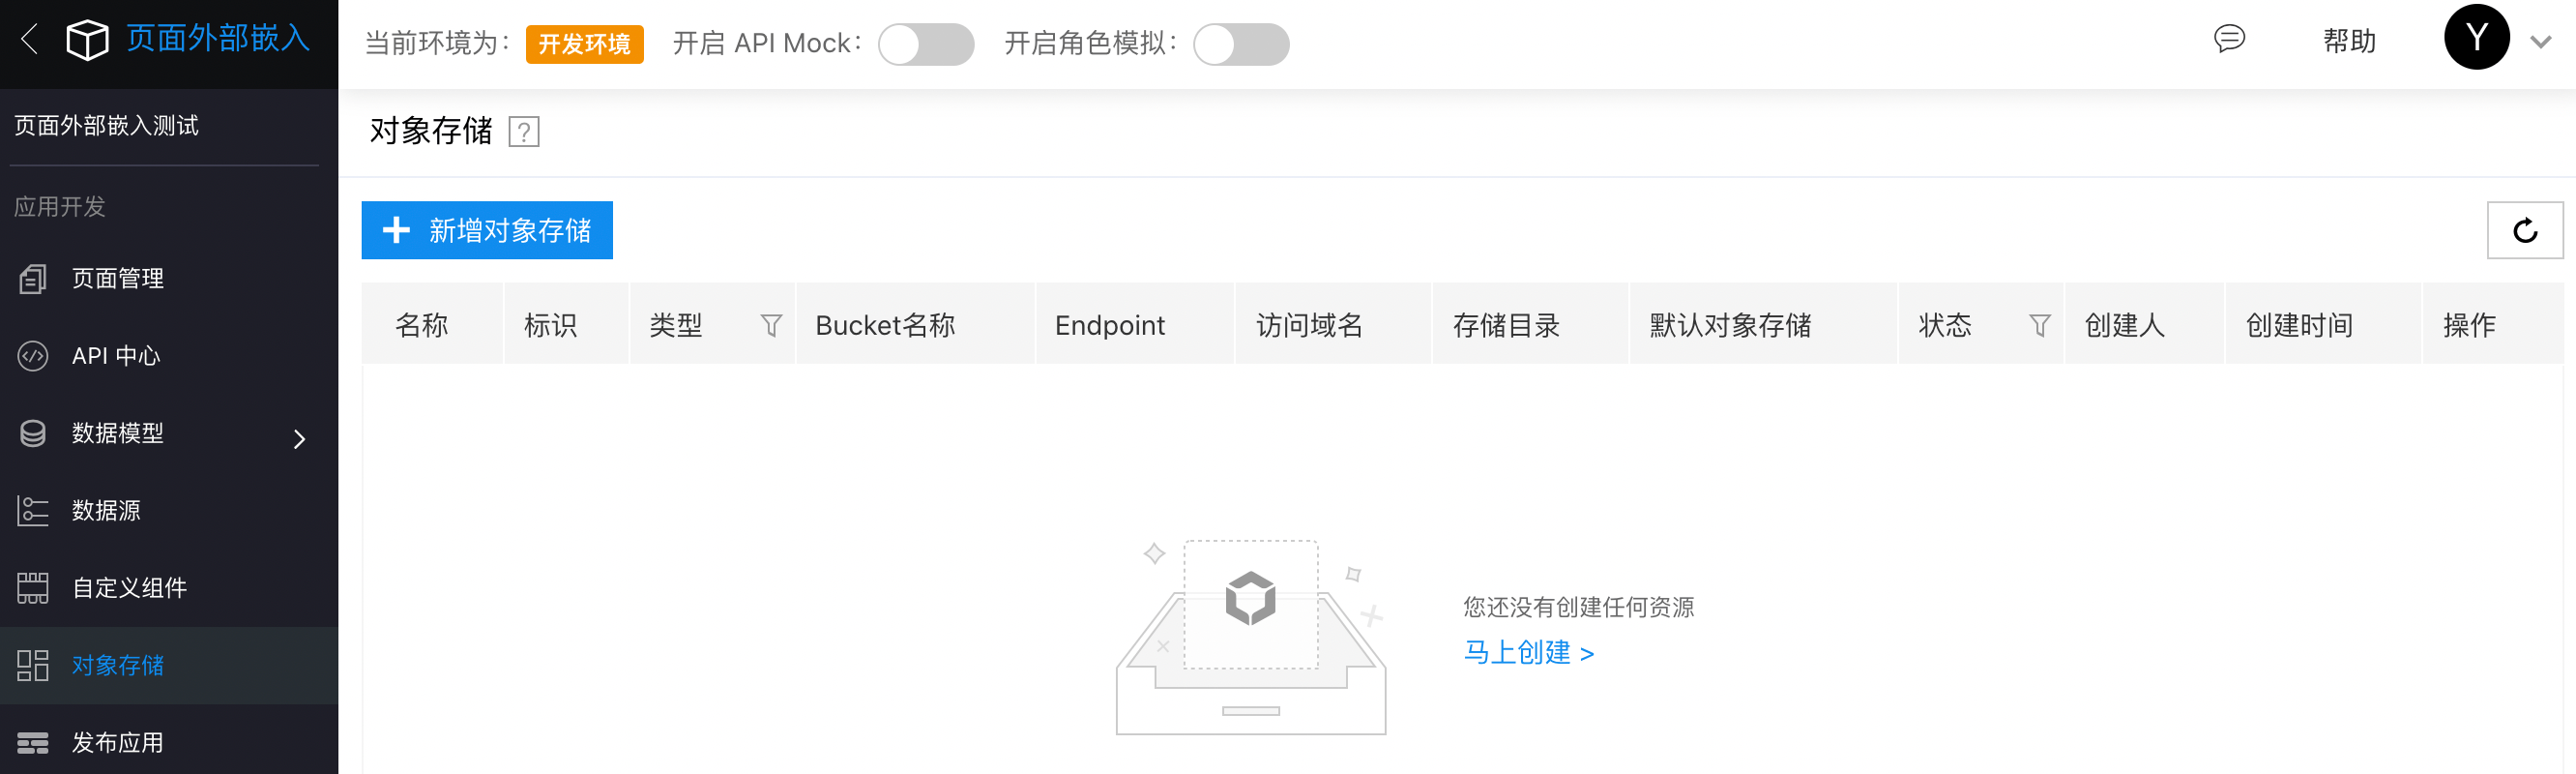 页面外部嵌入
当前环境为：
开发环境
开启 API Mock：
开启角色模拟：
帮助
Y
页面外部嵌入测试
应用开发
页面管理
API 中心
数据模型
数据源
自定义组件
对象存储
发布应用
对象存储 ?
新增对象存储
名称 标识 类型 Bucket名称 Endpoint 访问域名 存储目录 默认对象存储 状态 创建人 创建时间 操作
您还没有创建任何资源
马上创建 >